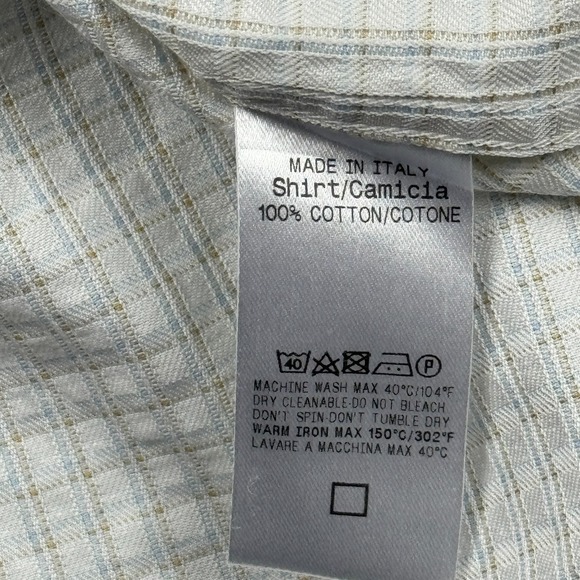 MADE IN ITALY
Shirt/Camicia
100% COTTON/COTONE
40 P
MACHINE WASH MAX 40°C/104°F
DRY CLEANABLE-DO NOT BLEACH
DON'T SPIN-DON'T TUMBLE DRY
WARM IRON MAX 150°C/302°F
LAVARE A MACCHINA MAX 40°C